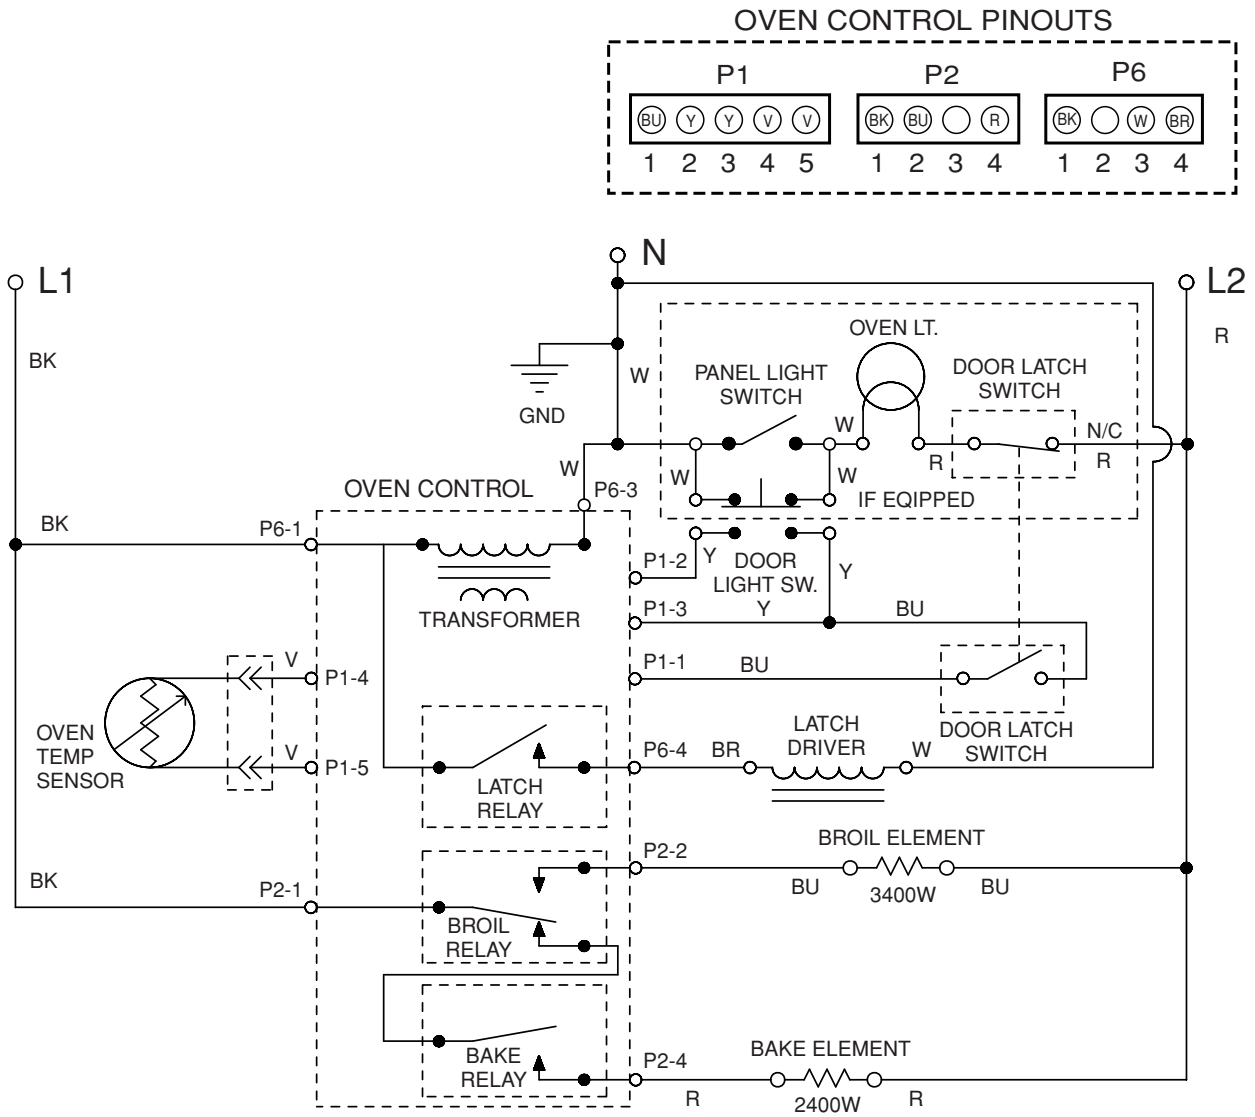 OVEN CONTROL PINOUTS
P1 P2 P6
BU Y Y V V BK BU R BK W BR
1 2 3 4 5 1 2 3 4 1 2 3 4
L1
N
L2
BK
R
OVEN LT.
W
PANEL LIGHT
SWITCH
DOOR LATCH
SWITCH
GND
W
N/C
R
R
W
W
W
OVEN CONTROL
P6-3
IF EQIPPED
BK
P6-1
P1-2
Y
DOOR
LIGHT SW.
Y
Y
TRANSFORMER
P1-3
BU
V
P1-4
P1-1
BU
OVEN
TEMP
SENSOR
V
P1-5
LATCH
RELAY
P6-4
BR
LATCH
DRIVER
W
DOOR LATCH
SWITCH
BROIL ELEMENT
P2-2
BU
3400W
BU
BK
P2-1
BROIL
RELAY
BAKE
RELAY
P2-4
BAKE ELEMENT
R
2400W
R